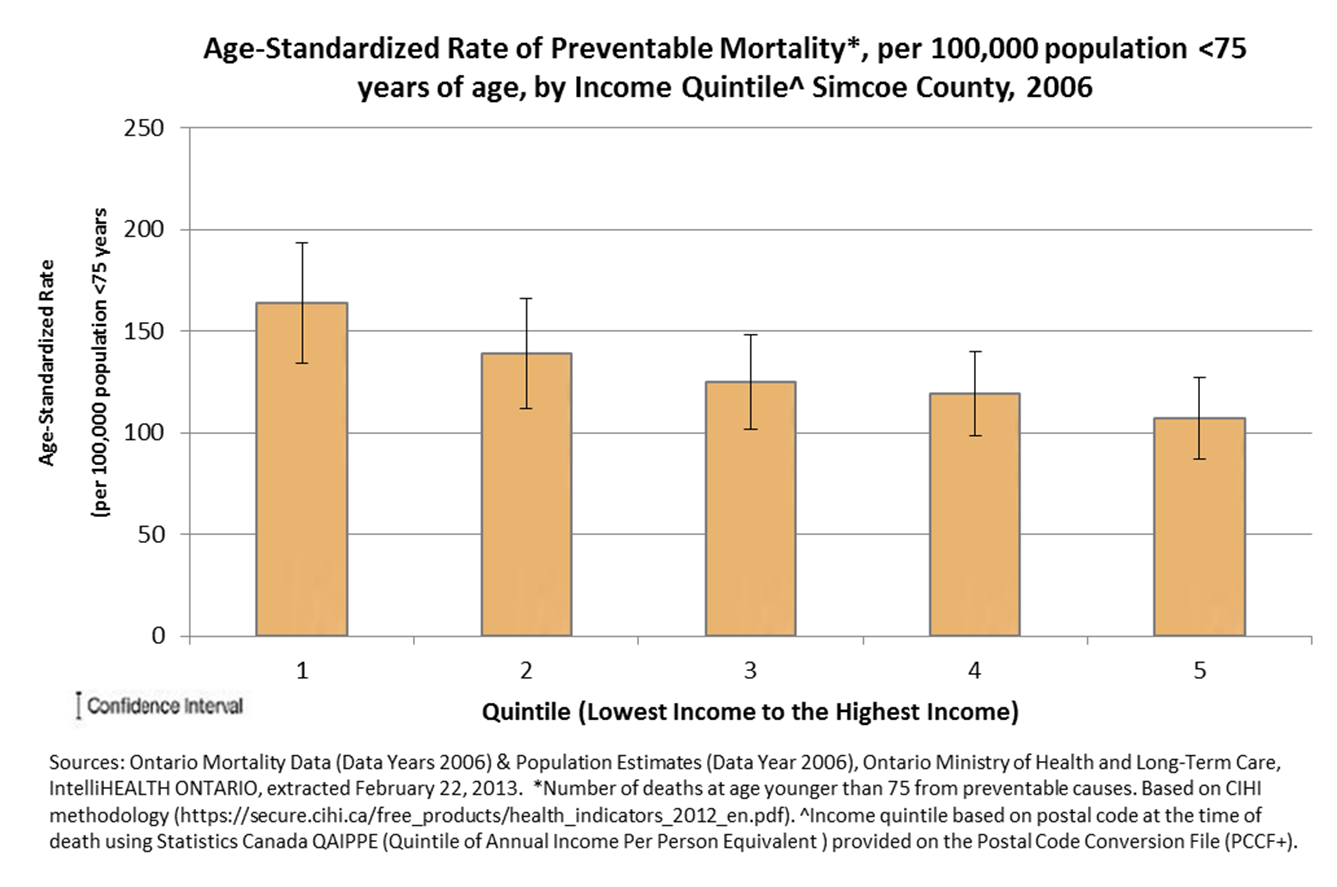 Age-Standardized Rate of Preventable Mortality*, per 100,000 population <75
years of age, by Income Quintile^ Simcoe County, 2006
250
200
150
100
50
0
Age-Standardized Rate
(per 100,000 population <75 years
1 2 3 4 5
Confidence Interval
Quintile (Lowest Income to the Highest Income)
Sources: Ontario Mortality Data (Data Years 2006) & Population Estimates (Data Year 2006), Ontario Ministry of Health and Long-Term Care,
IntelliHEALTH ONTARIO, extracted February 22, 2013.  *Number of deaths at age younger than 75 from preventable causes. Based on CIHI
methodology (https://secure.cihi.ca/free_products/health_indicators_2012_en.pdf). ^Income quintile based on postal code at the time of
death using Statistics Canada QAIPPE (Quintile of Annual Income Per Person Equivalent ) provided on the Postal Code Conversion File (PCCF+).